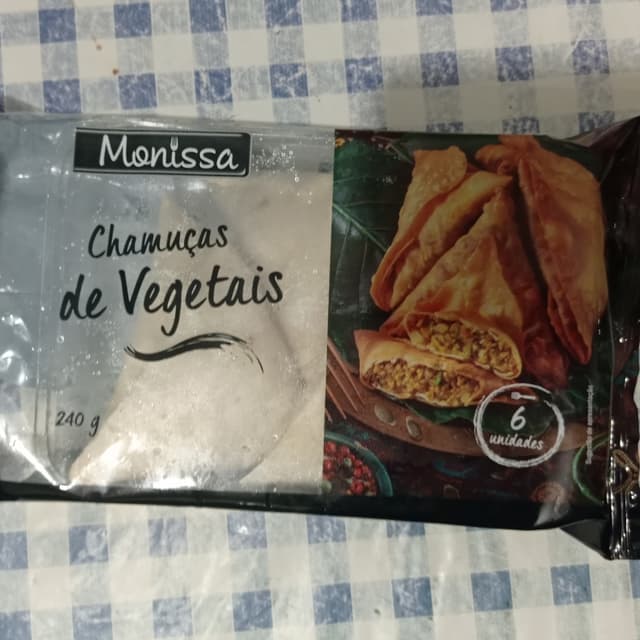 Monissa
Chamuças
de Vegetais
240 g
6
unidades